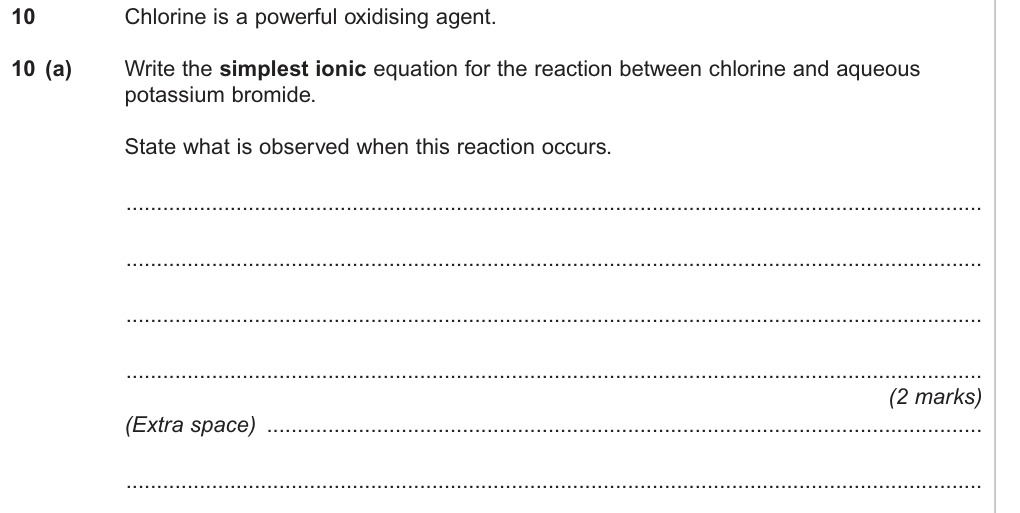 10 Chlorine is a powerful oxidising agent.
10 (a) Write the simplest ionic equation for the reaction between chlorine and aqueous
potassium bromide.
State what is observed when this reaction occurs.
(2 marks)
(Extra space)